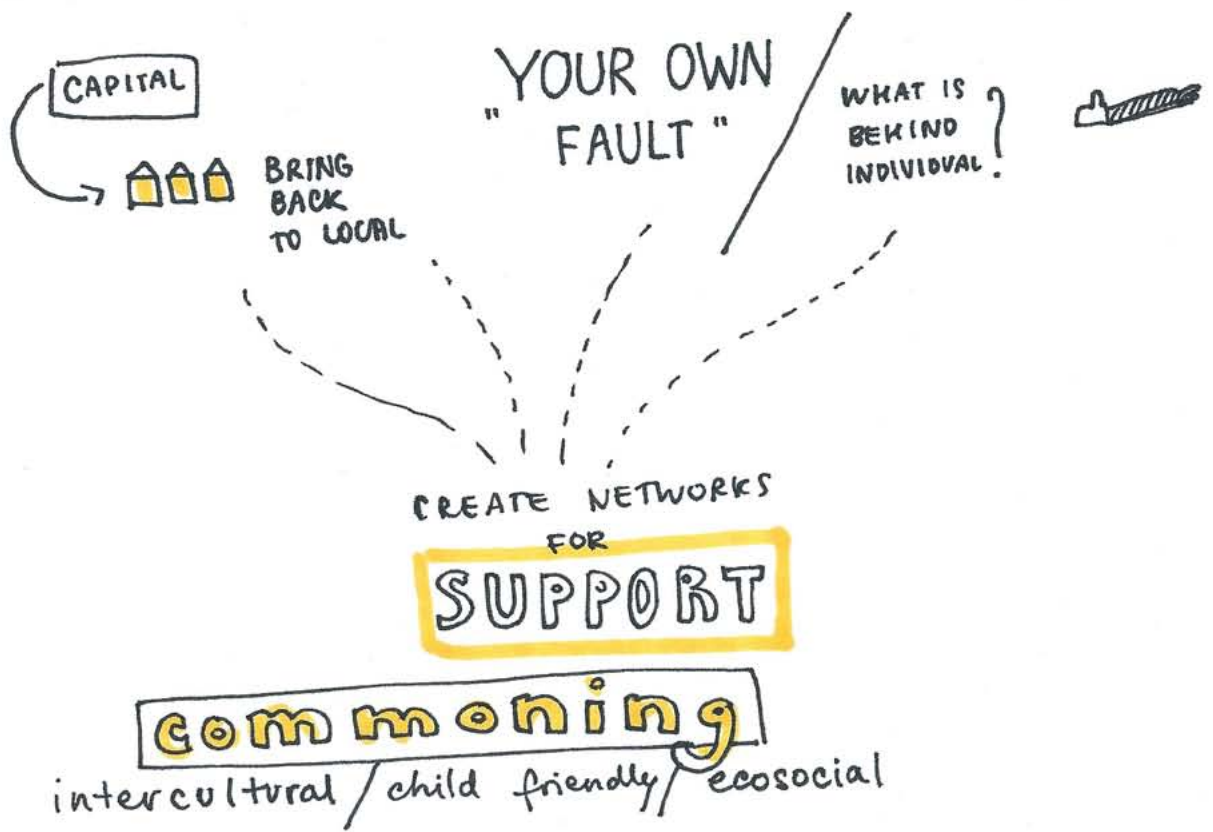 CAPITAL
BRING
BACK
TO LOCAL
"YOUR OWN
FAULT"
WHAT IS
BEHIND
INDIVIDUAL?
CREATE NETWORKS
FOR
SUPPORT
commoning
intercultural / child friendly / ecosocial